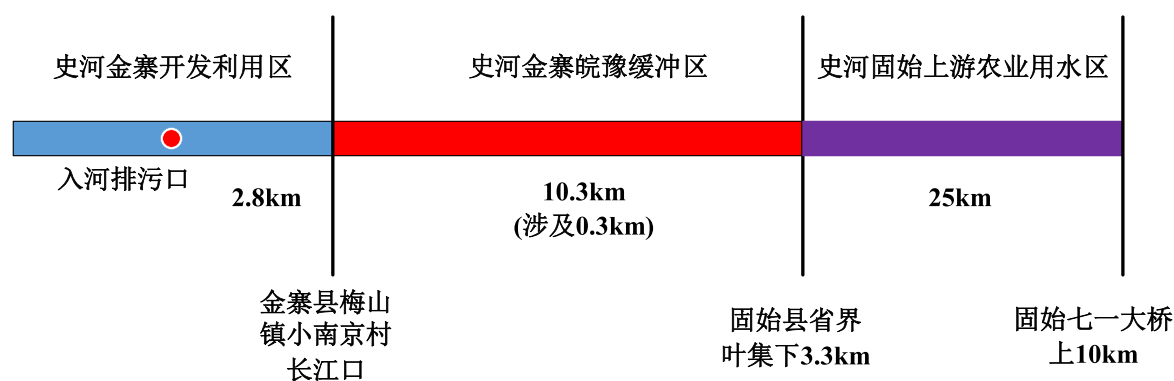 史河金寨开发利用区
史河金寨皖豫缓冲区
史河固始上游农业用水区
入河排污口
2.8km
10.3km
(涉及0.3km)
25km
金寨县梅山
镇小南京村
长江口
固始县省界
叶集下3.3km
固始七一大桥
上10km